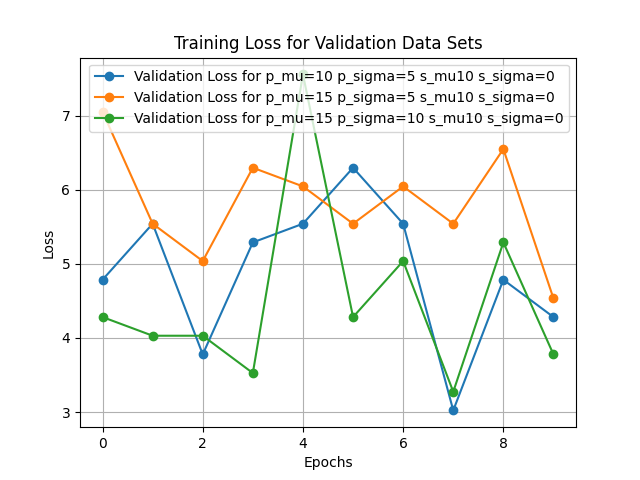 Training Loss for Validation Data Sets
Validation Loss for p_mu=10 p_sigma=5 s_mu10 s_sigma=0
Validation Loss for p_mu=15 p_sigma=5 s_mu10 s_sigma=0
Validation Loss for p_mu=15 p_sigma=10 s_mu10 s_sigma=0
7
6
5
4
3
Loss
0 2 4 6 8
Epochs